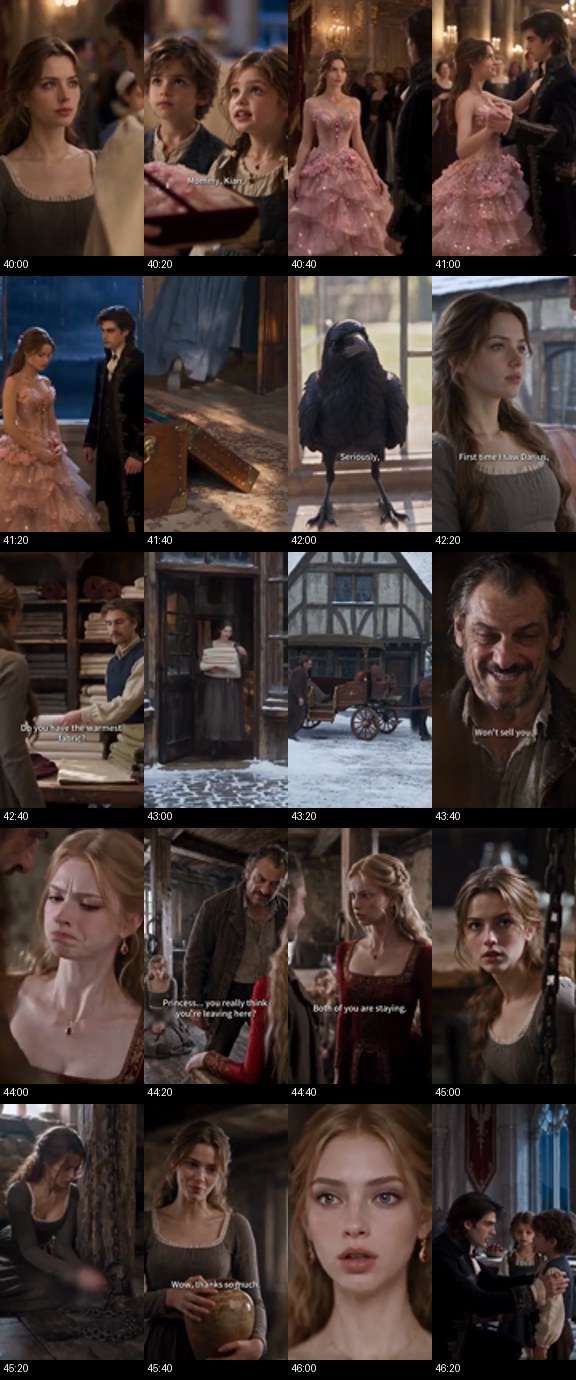 40:00
40:20
40:40
41:00
Mommy, Kian,
41:20
41:40
42:00
42:20
Seriously,
First time I saw Darius,
42:40
43:00
43:20
43:40
Do you have the warmest
fabric?
Won't sell you,
44:00
44:20
44:40
45:00
Princess... you really think
you're leaving here?
Both of you are staying.
45:20
45:40
46:00
46:20
Wow, thanks so much.